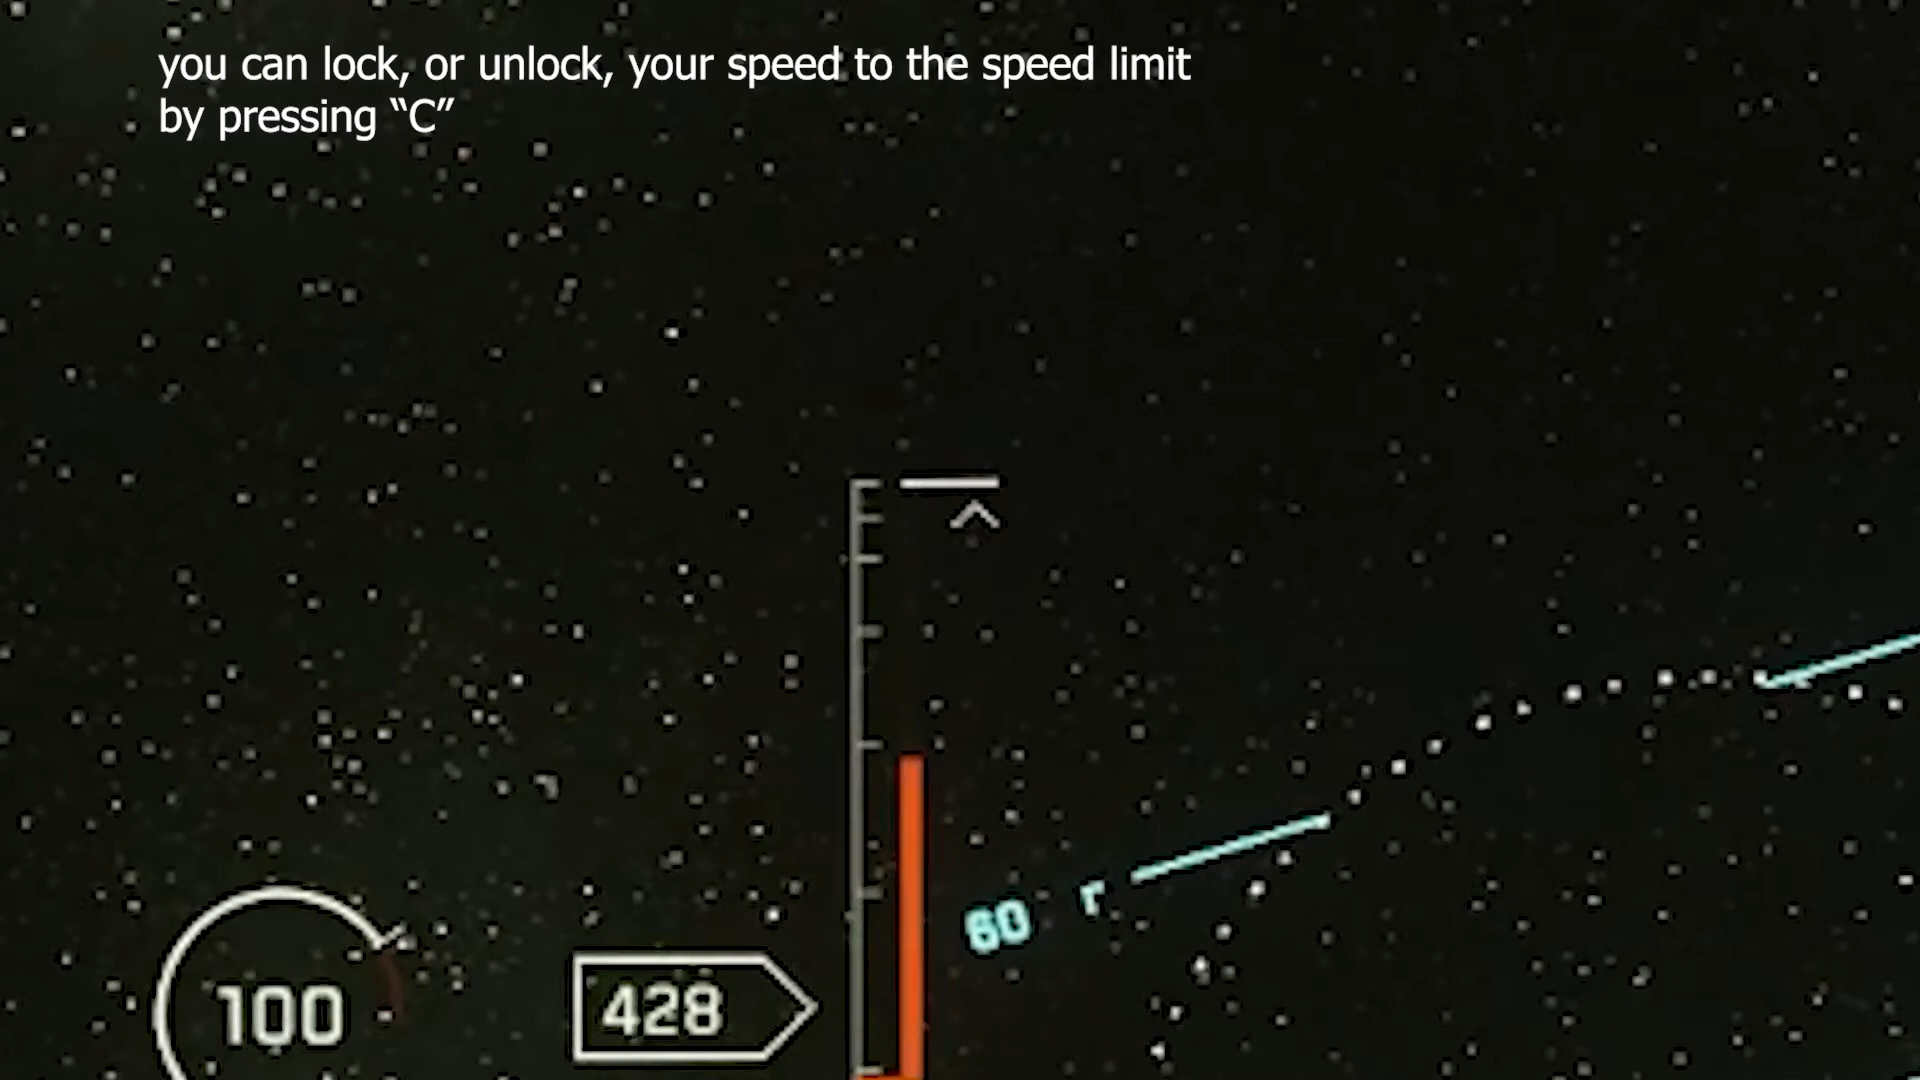 you can lock, or unlock, your speed to the speed limit
by pressing “C”
60
100
428